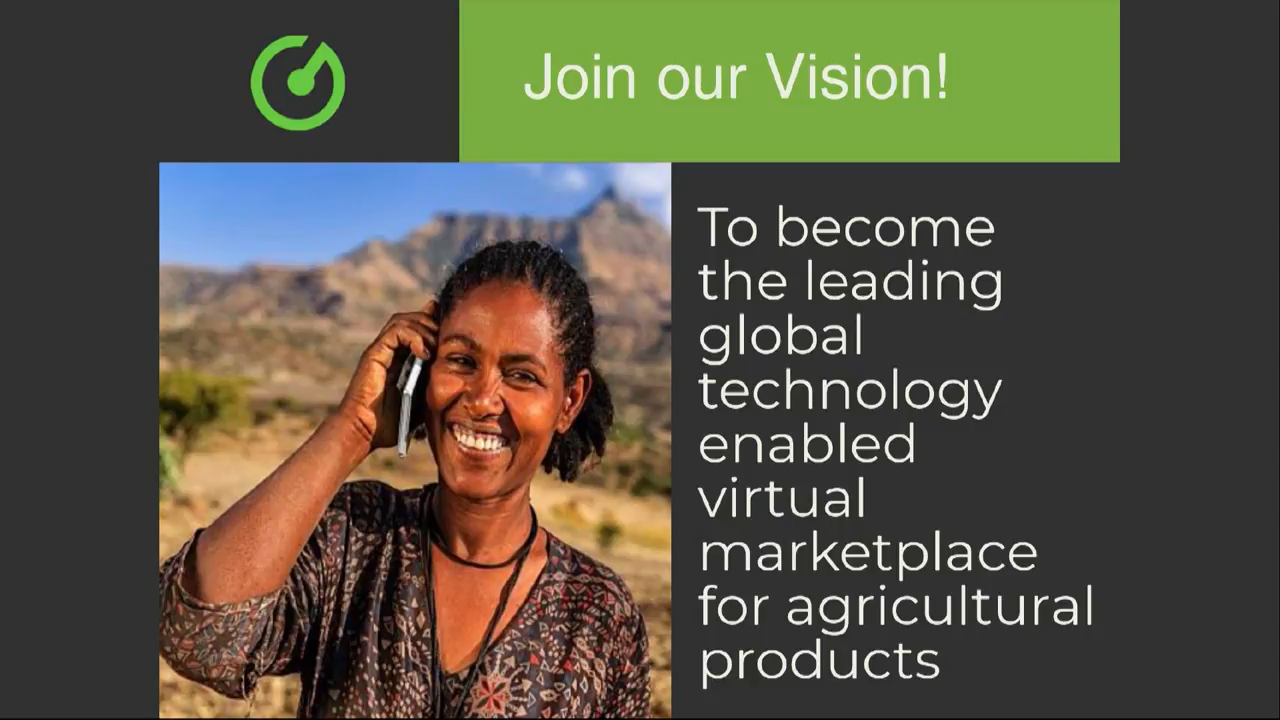 Join our Vision!
To become
the leading
global
technology
enabled
virtual
marketplace
for agricultural
products